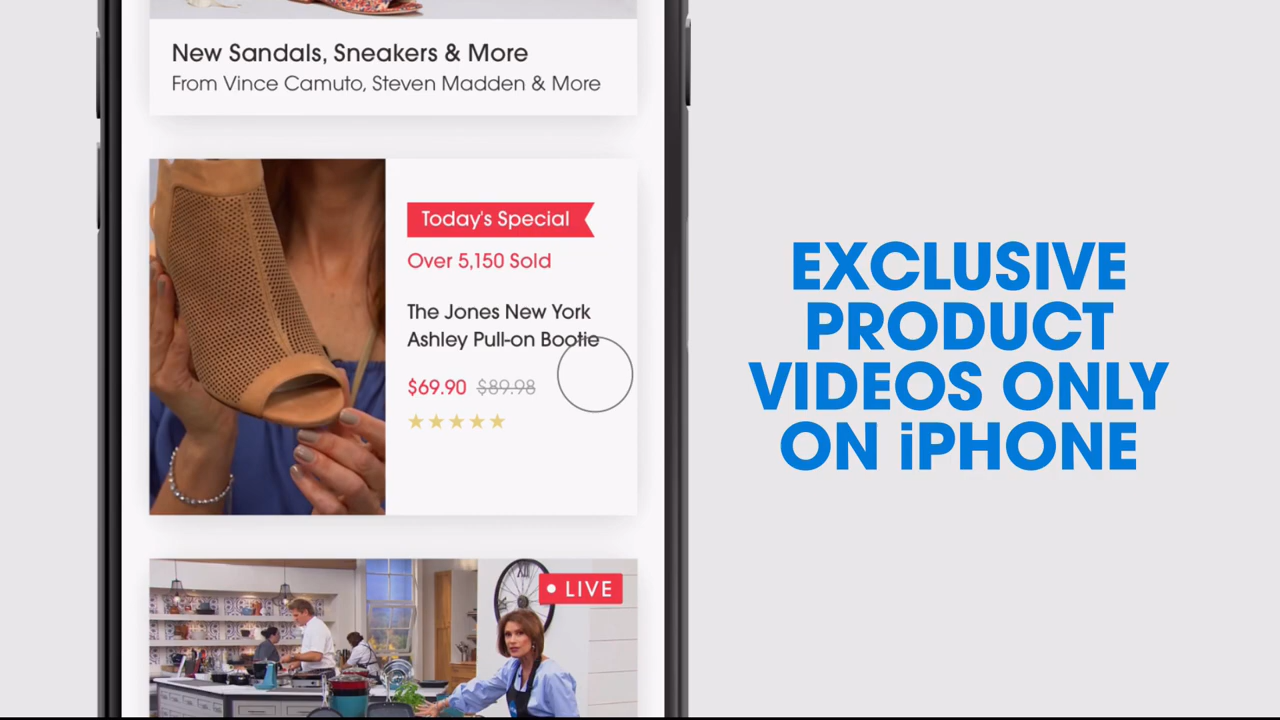 New Sandals, Sneakers & More
From Vince Camuto, Steven Madden & More
Today's Special
Over 5,150 Sold
The Jones New York
Ashley Pull-on Bootie
$69.90 $89.98
LIVE
EXCLUSIVE
PRODUCT
VIDEOS ONLY
ON iPHONE